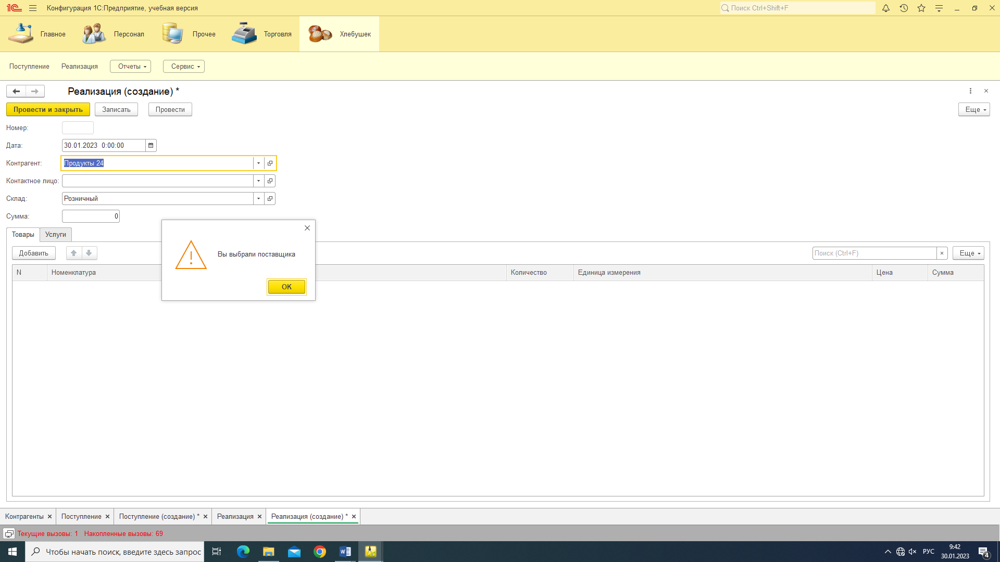 Конфигурация 1С:Предприятие, учебная версия
Поиск Ctrl+Shift+F
Главное
Персонал
Прочее
Торговля
Хлебушек
Поступление
Реализация
Отчеты
Сервис
Реализация (создание) *
Провести и закрыть
Записать
Провести
Еще
Номер:
Дата:
30.01.2023 0:00:00
Контрагент:
Продукты 24
Контактное лицо:
Склад:
Розничный
Сумма:
0
Товары
Услуги
Вы выбрали поставщика
OK
Добавить
Поиск (Ctrl+F)
Еще
N
Номенклатура
Количество
Единица измерения
Цена
Сумма
Контрагенты
Поступление
Поступление (создание) *
Реализация
Реализация (создание) *
Текущие вызовы: 1 Накопленные вызовы: 69
Чтобы начать поиск, введите здесь запрос
РУС
9:42
30.01.2023
4